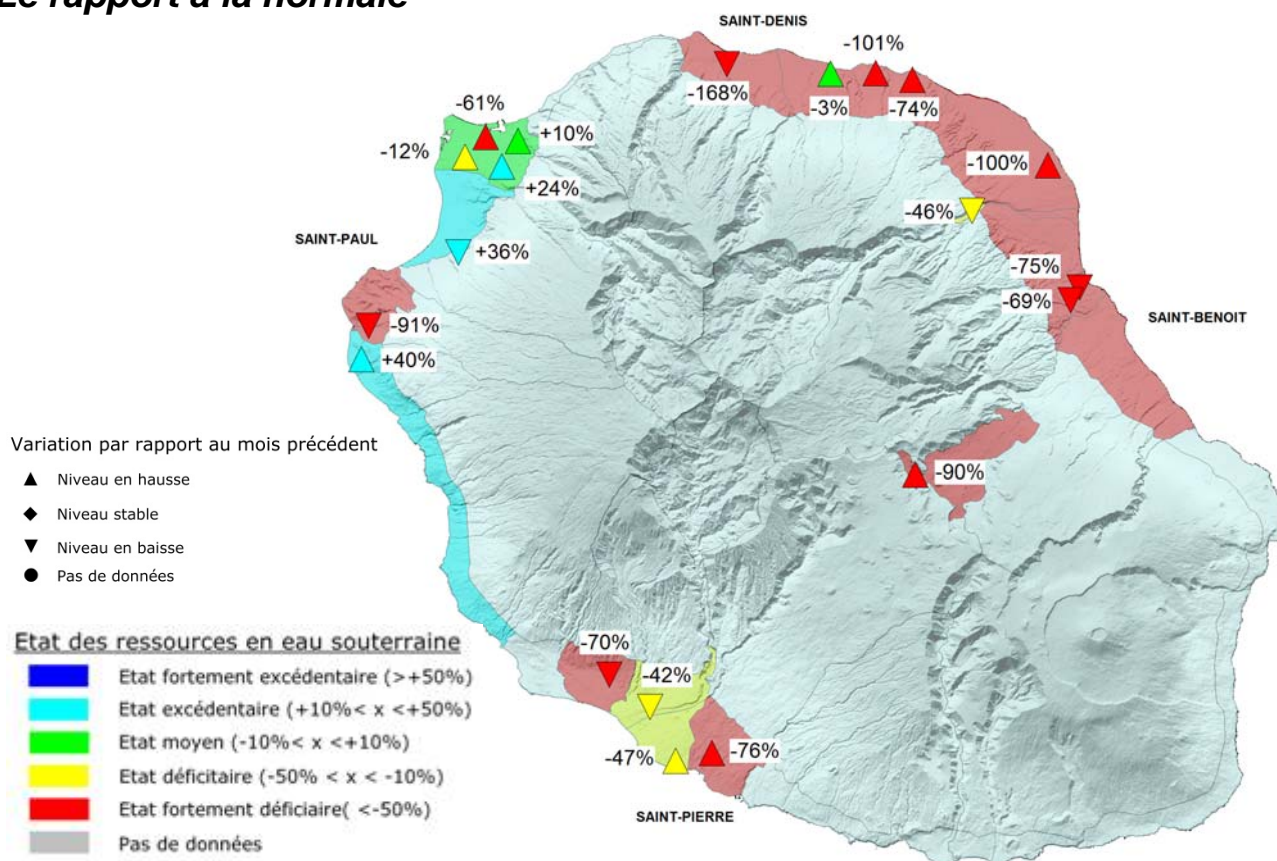 Le rapport à la normale
SAINT-DENIS
-101%
-168%
-3%
-74%
-61%
+10%
-12%
+24%
-100%
-46%
SAINT-PAUL
+36%
-75%
-69%
SAINT-BENOIT
-91%
+40%
Variation par rapport au mois précédent
Niveau en hausse
Niveau stable
Niveau en baisse
Pas de données
-90%
Etat des ressources en eau souterraine
Etat fortement excédentaire (>+50%)
Etat excédentaire (+10%< x <+50%)
Etat moyen (-10%< x <+10%)
Etat déficitaire (-50% < x < -10%)
Etat fortement déficiaire( <-50%)
Pas de données
-70%
-42%
-47%
-76%
SAINT-PIERRE